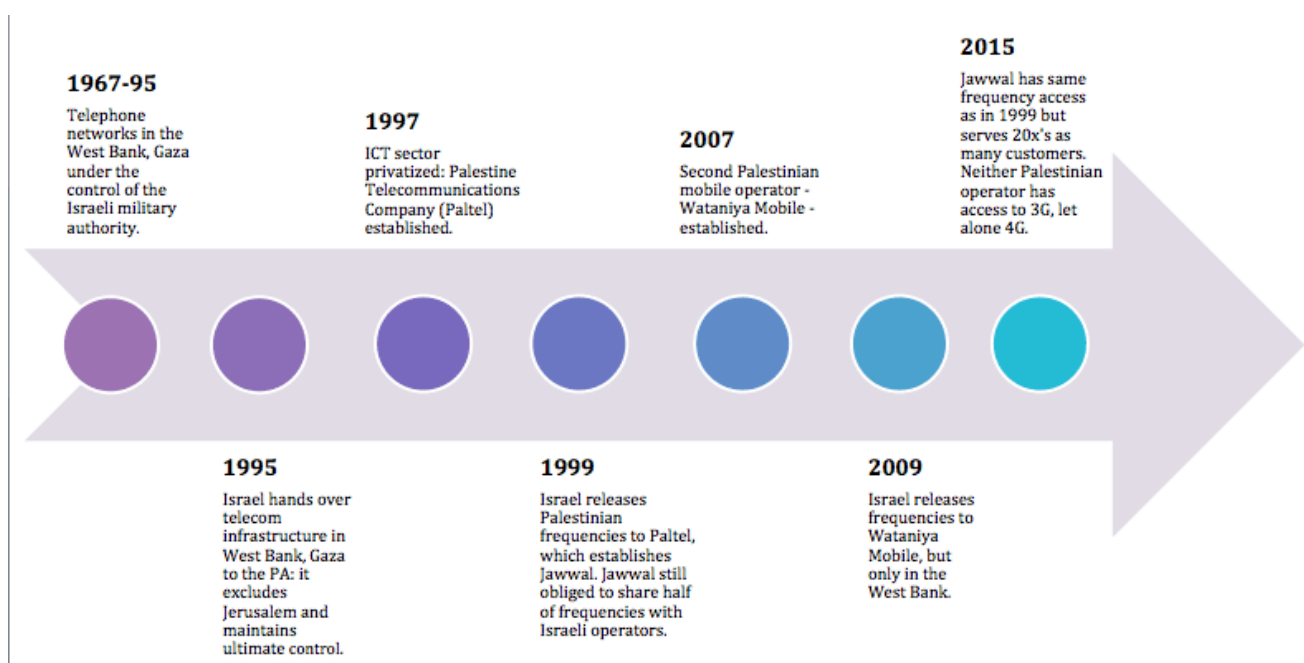 1967-95
Telephone
networks in the
West Bank, Gaza
under the
control of the
Israeli military
authority.
1995
Israel hands over
telecom
infrastructure in
West Bank, Gaza
to the PA: it
excludes
Jerusalem and
maintains
ultimate control.
1997
ICT sector
privatized: Palestine
Telecommunications
Company (Paltel)
established.
1999
Israel releases
Palestinian
frequencies to Paltel,
which establishes
Jawwal. Jawwal still
obliged to share half
of frequencies with
Israeli operators.
2007
Second Palestinian
mobile operator -
Wataniya Mobile -
established.
2009
Israel releases
frequencies to
Wataniya
Mobile, but
only in the
West Bank.
2015
Jawwal has same
frequency access
as in 1999 but
serves 20x's as
many customers.
Neither Palestinian
operator has
access to 3G, let
alone 4G.